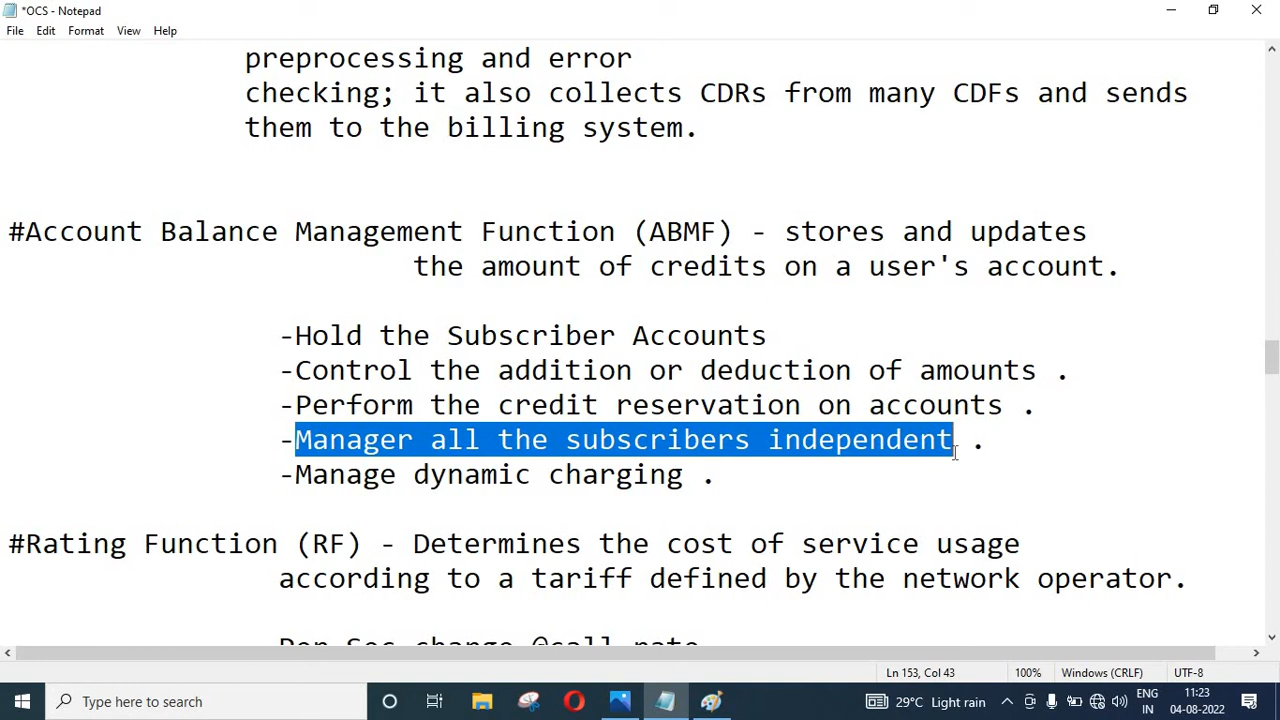 *OCS - Notepad
File Edit Format View Help
preprocessing and error
checking; it also collects CDRs from many CDFs and sends
them to the billing system.
#Account Balance Management Function (ABMF) - stores and updates
the amount of credits on a user's account.
-Hold the Subscriber Accounts
-Control the addition or deduction of amounts .
-Perform the credit reservation on accounts .
-Manager all the subscribers independent .
-Manage dynamic charging .
#Rating Function (RF) - Determines the cost of service usage
according to a tariff defined by the network operator.
Ln 153, Col 43 100% Windows (CRLF) UTF-8
Type here to search 29°C Light rain ENG 11:23
IN 04-08-2022